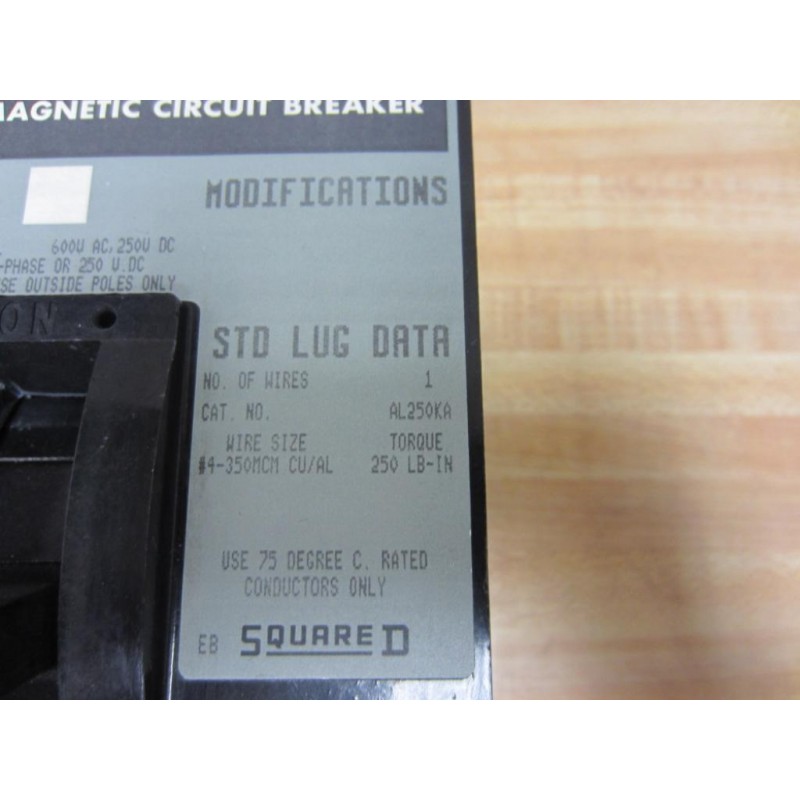 MAGNETIC CIRCUIT BREAKER
MODIFICATIONS
600V AC, 250V DC
-PHASE OR 250 V.DC
SE OUTSIDE POLES ONLY
ON
STD LUG DATA
NO. OF WIRES 1
CAT. NO. AL250KA
WIRE SIZE TORQUE
#4-350MCM CU/AL 250 LB-IN
USE 75 DEGREE C. RATED
CONDUCTORS ONLY
EB SQUARE D